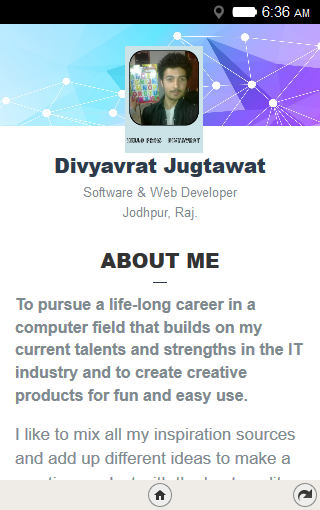 6:36 AM
Divyavrat Jugtawat
Software & Web Developer
Jodhpur, Raj.
ABOUT ME
To pursue a life-long career in a
computer field that builds on my
current talents and strengths in the IT
industry and to create creative
products for fun and easy use.
I like to mix all my inspiration sources
and add up different ideas to make a